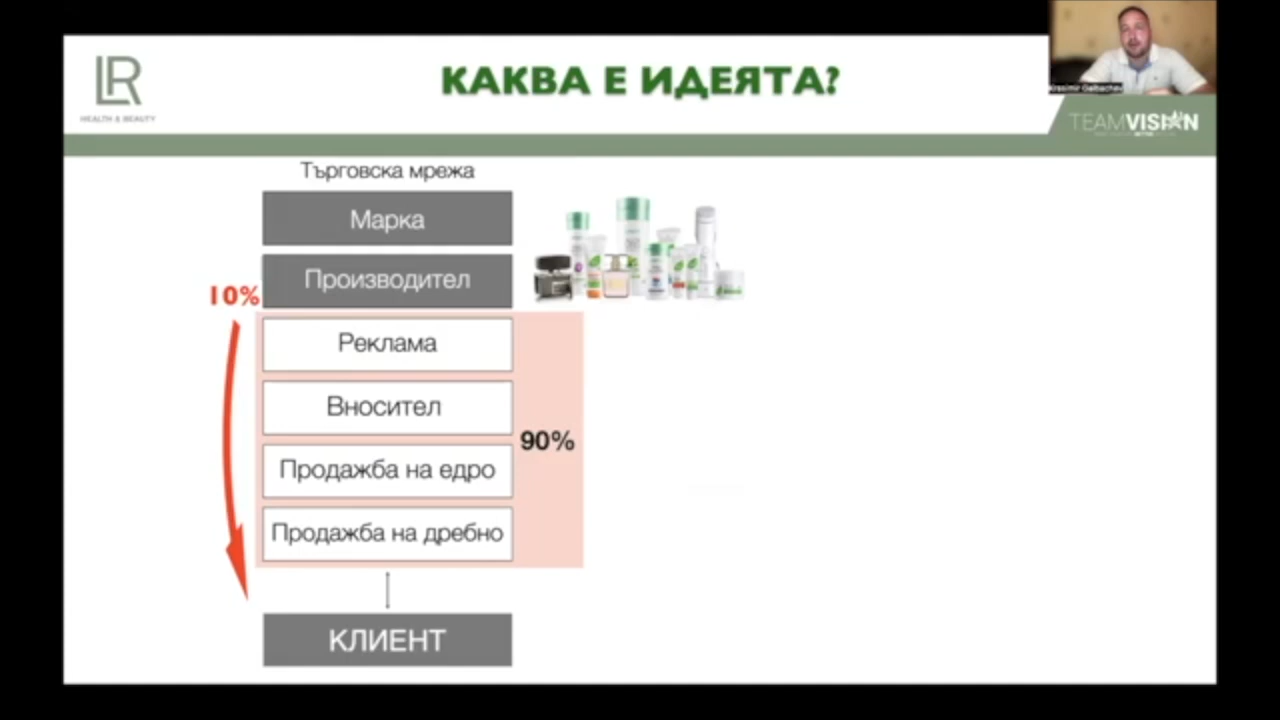 LR
HEALTH & BEAUTY
КАКВА Е ИДЕЯТА?
TEAMVISION
Търговска мрежа
Марка
Производител
10%
Реклама
Вносител
90%
Продажба на едро
Продажба на дребно
КЛИЕНТ